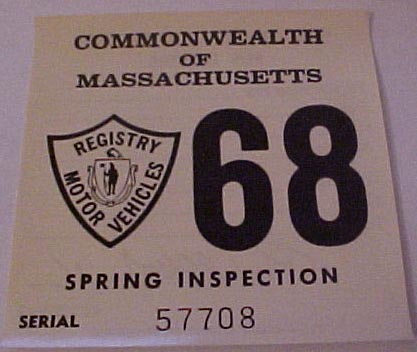 COMMONWEALTH
OF
MASSACHUSETTS
REGISTRY
MOTOR VEHICLES
68
SPRING INSPECTION
SERIAL 57708